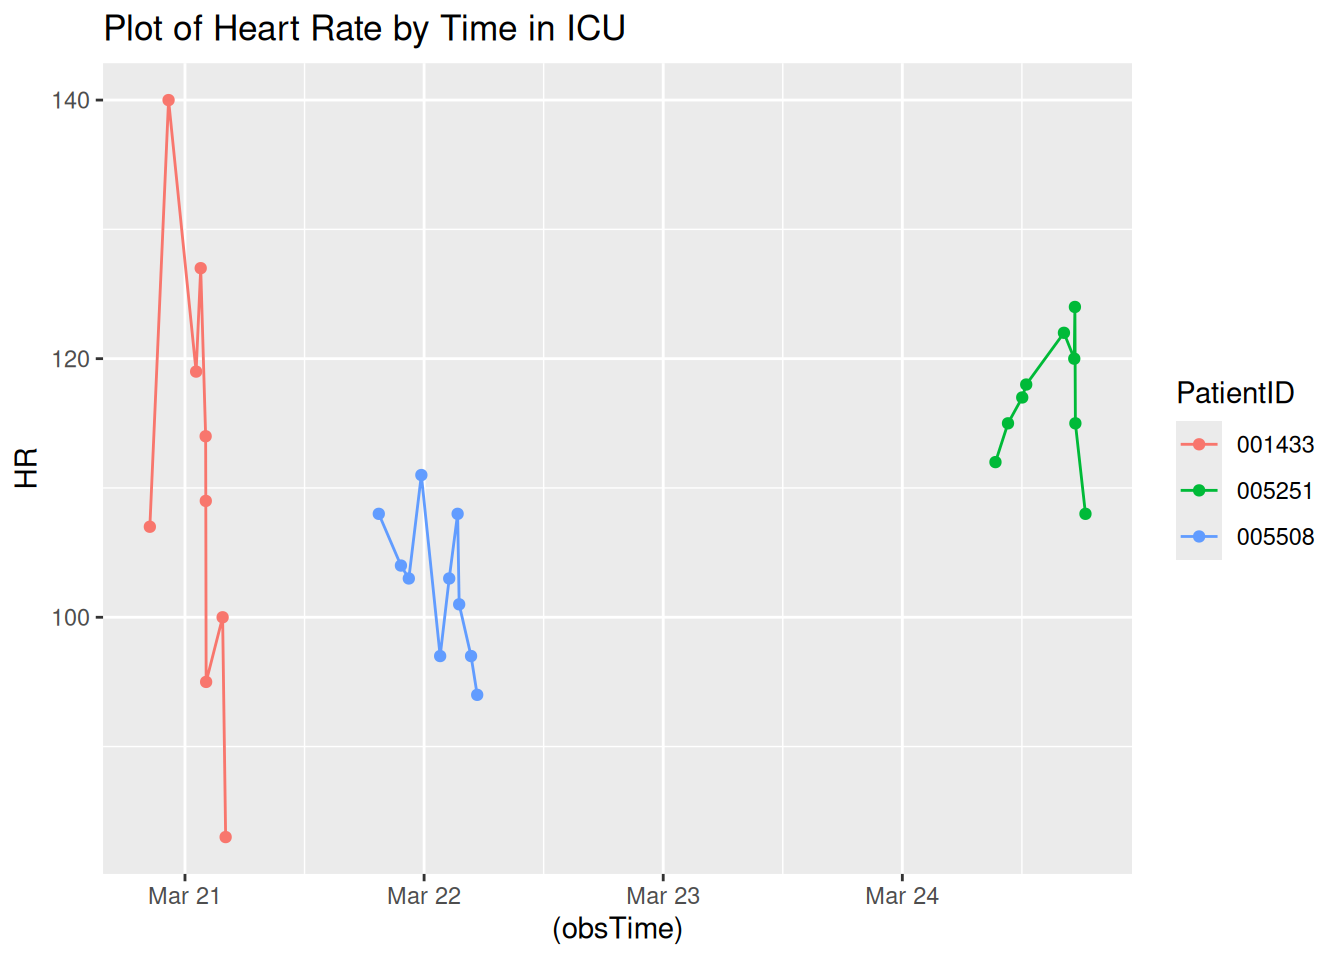 Plot of Heart Rate by Time in ICU
140
120
100
HR
Mar 21 Mar 22 Mar 23 Mar 24
(obsTime)
PatientID
001433
005251
005508